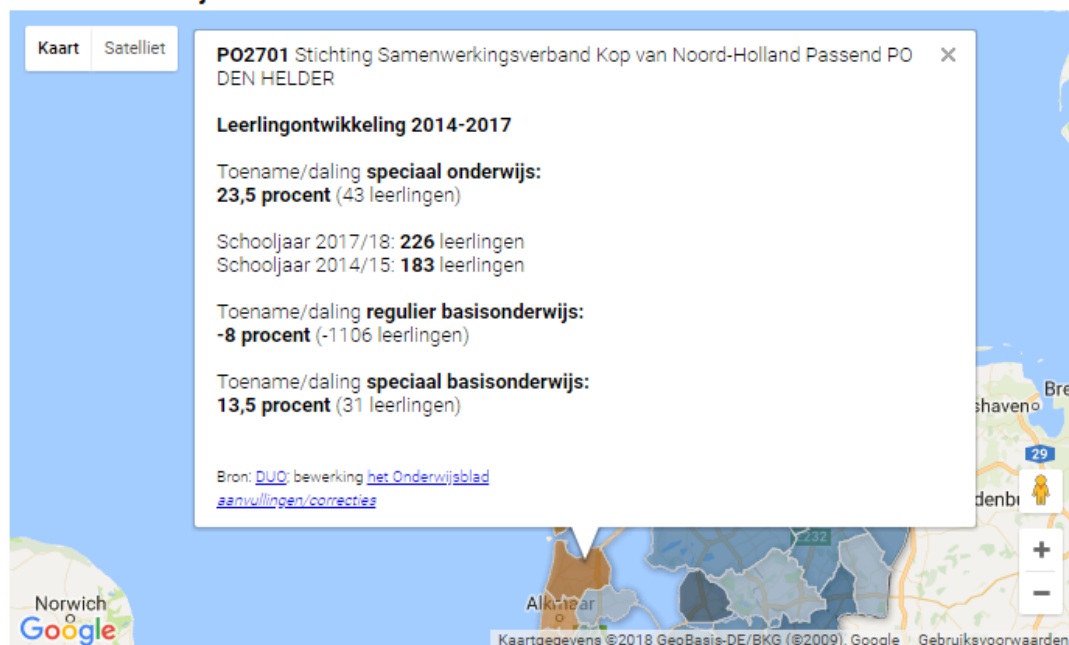 Kaart Satelliet
PO2701 Stichting Samenwerkingsverband Kop van Noord-Holland Passend PO
DEN HELDER
Leerlingontwikkeling 2014-2017
Toename/daling speciaal onderwijs:
23,5 procent (43 leerlingen)
Schooljaar 2017/18: 226 leerlingen
Schooljaar 2014/15: 183 leerlingen
Toename/daling regulier basisonderwijs:
-8 procent (-1106 leerlingen)
Toename/daling speciaal basisonderwijs:
13,5 procent (31 leerlingen)
Bron: DUO; bewerking het Onderwijsblad
aanvullingen/correcties
Bre
shaven
29
denbu
E232
Norwich
Alkmaar
Google
Kaartgegevens ©2018 GeoBasis-DE/BKG (©2009), Google Gebruiksvoorwaarden